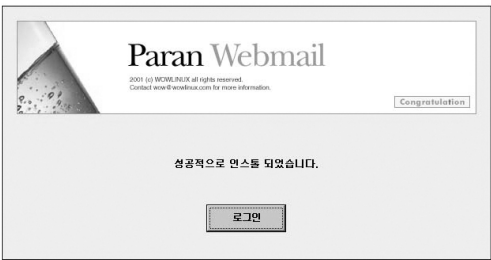 Paran Webmail
2001 (c) WOWLINUX all rights reserved.
Contact wow@wowlinux.com for more information.
Congratulation
성공적으로 인스톨 되었습니다.
로그인